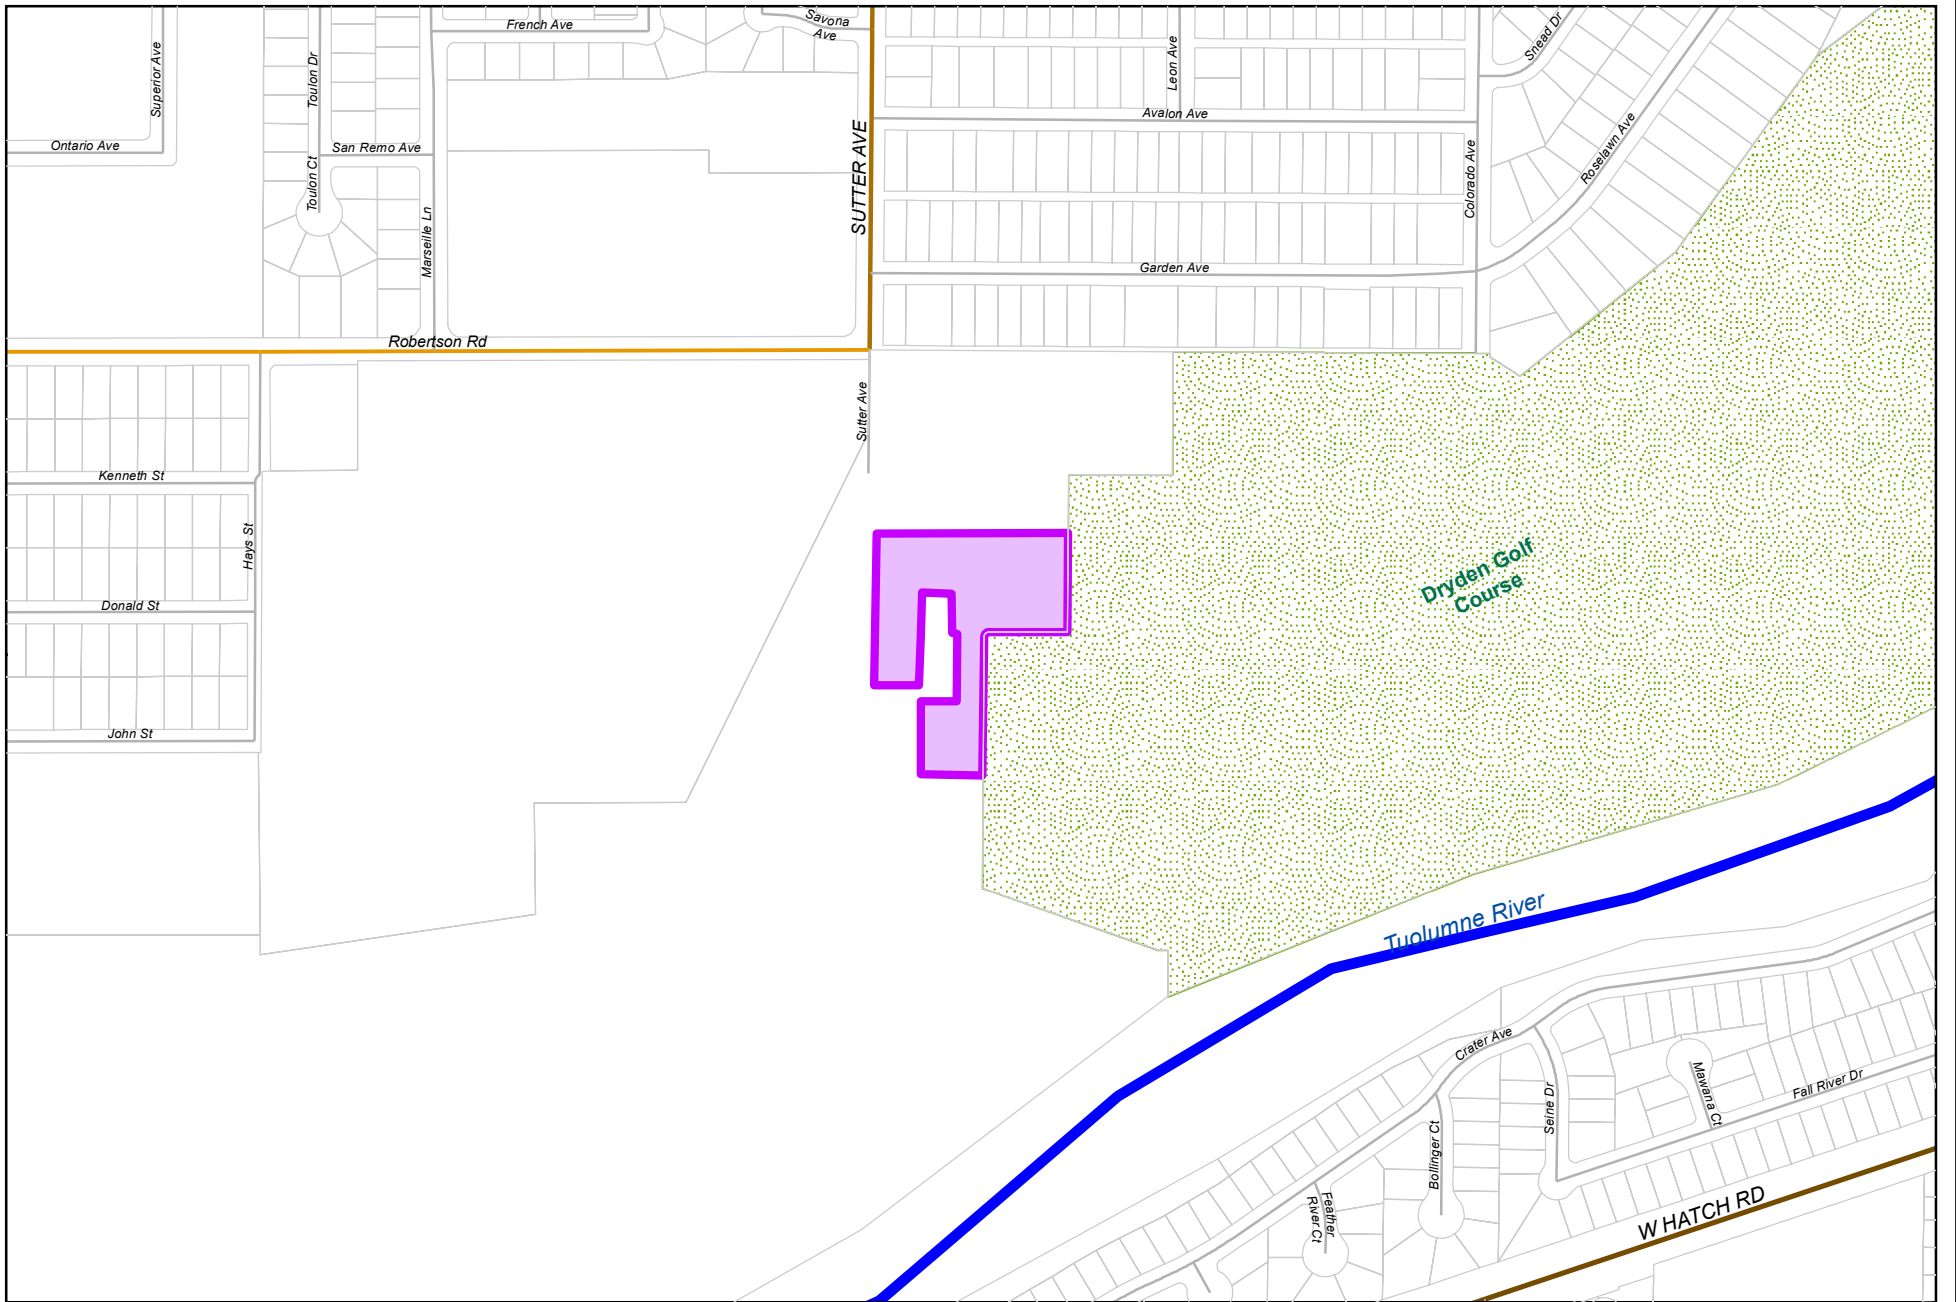 French Ave
Savona
Ave
Snead Dr
Superior Ave
Toulon Dr
Leon Ave
Avalon Ave
Ontario Ave
San Remo Ave
SUTTER AVE
Roselawn Ave
Colorado Ave
Toulon Ct
Marseille Ln
Garden Ave
Robertson Rd
Sutter Ave
Kenneth St
Hays St
Dryden Golf
Course
Donald St
John St
Tuolumne River
Crater Ave
Mawana Ct
Fall River Dr
Seine Dr
Bollinger Ct
Feather
River Ct
W HATCH RD